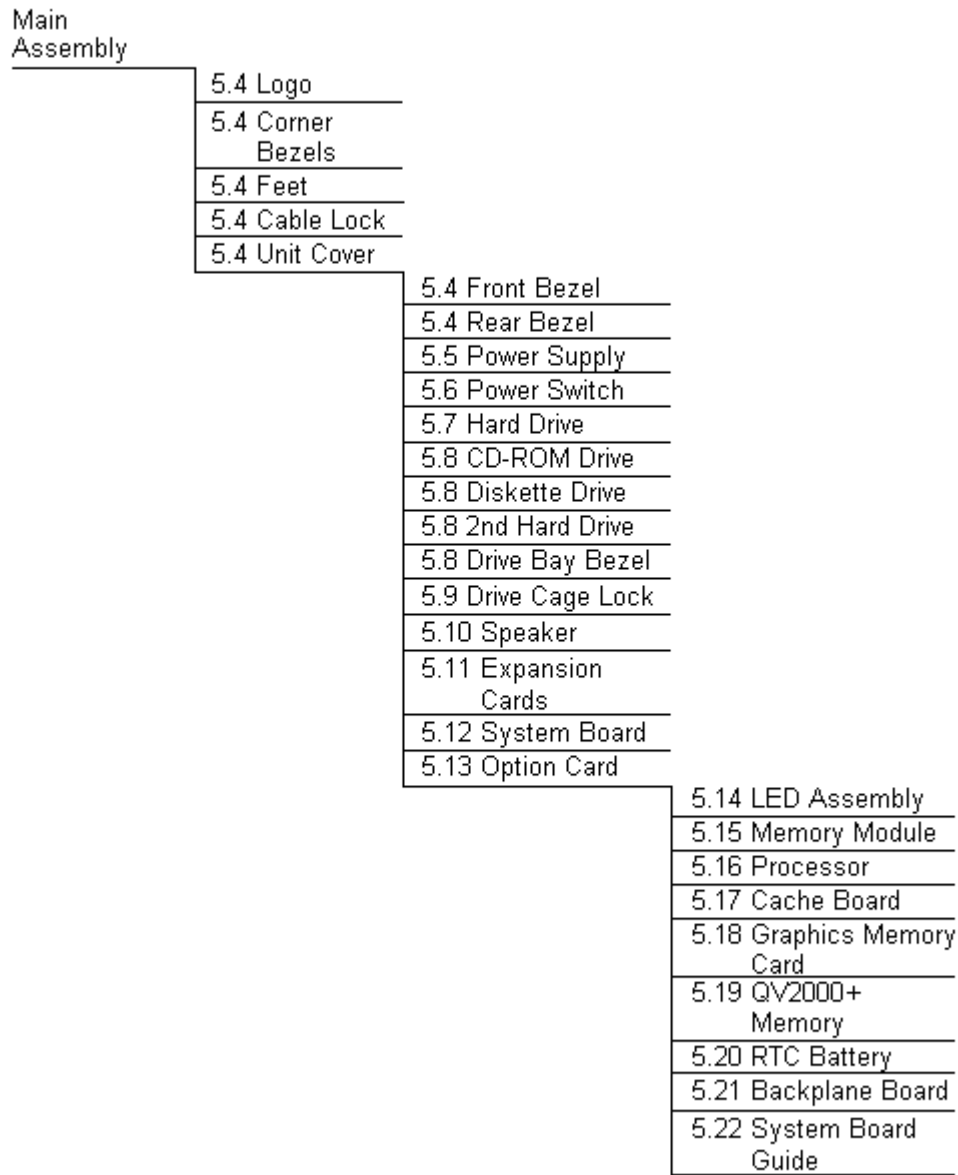 Main
Assembly
5.4 Logo
5.4 Corner
Bezels
5.4 Feet
5.4 Cable Lock
5.4 Unit Cover
5.4 Front Bezel
5.4 Rear Bezel
5.5 Power Supply
5.6 Power Switch
5.7 Hard Drive
5.8 CD-ROM Drive
5.8 Diskette Drive
5.8 2nd Hard Drive
5.8 Drive Bay Bezel
5.9 Drive Cage Lock
5.10 Speaker
5.11 Expansion
Cards
5.12 System Board
5.13 Option Card
5.14 LED Assembly
5.15 Memory Module
5.16 Processor
5.17 Cache Board
5.18 Graphics Memory
Card
5.19 QV2000+
Memory
5.20 RTC Battery
5.21 Backplane Board
5.22 System Board
Guide